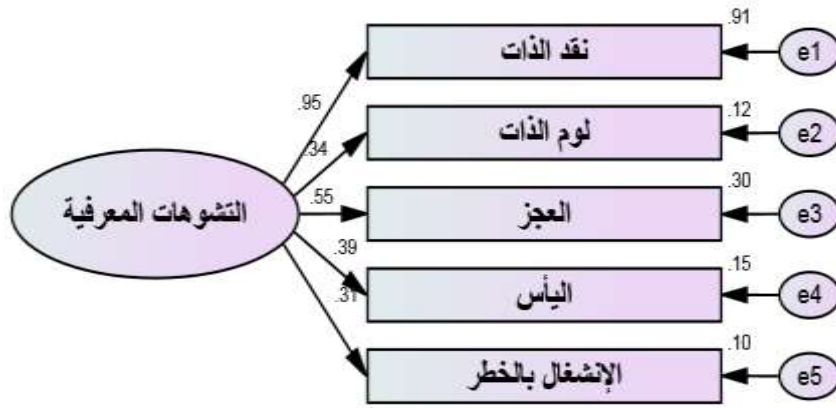 .91
نقد الذات
e1
.95
.12
لوم الذات
e2
.34
.30
العجز
e3
.55
التشوهات المعرفية
.15
اليأس
e4
.39
.31
.10
الإنشغال بالخطر
e5